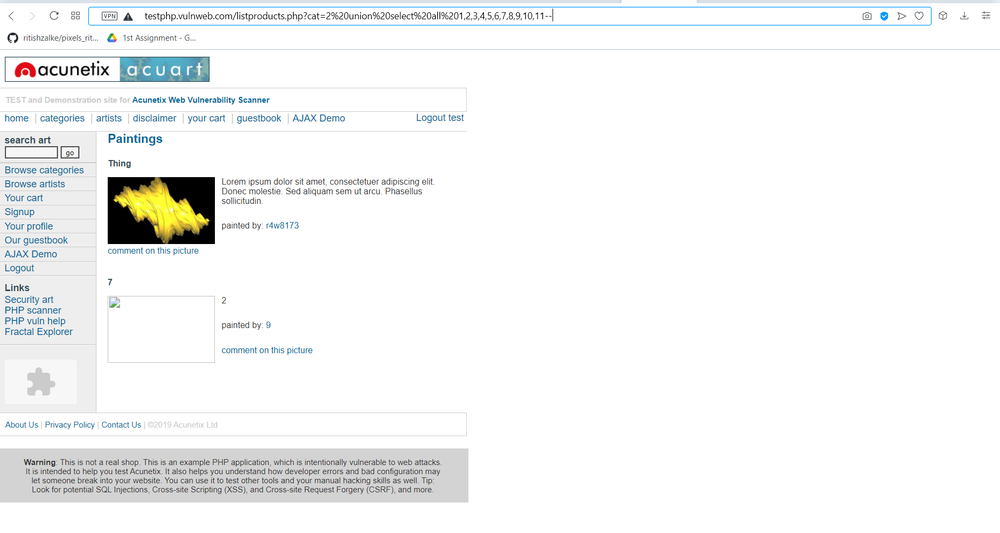 VPN
testphp.vulnweb.com/listproducts.php?cat=2%20union%20select%20all%201,2,3,4,5,6,7,8,9,10,11--
ritishzalke/pixels_rit...
1st Assignment - G...
acunetix acuart
TEST and Demonstration site for Acunetix Web Vulnerability Scanner
home | categories | artists | disclaimer | your cart | guestbook | AJAX Demo
Logout test
search art
go
Browse categories
Browse artists
Your cart
Signup
Your profile
Our guestbook
AJAX Demo
Logout
Links
Security art
PHP scanner
PHP vuln help
Fractal Explorer
Paintings
Thing
Lorem ipsum dolor sit amet, consectetuer adipiscing elit.
Donec molestie. Sed aliquam sem ut arcu. Phasellus
sollicitudin.
painted by: r4w8173
comment on this picture
7
2
painted by: 9
comment on this picture
About Us | Privacy Policy | Contact Us | ©2019 Acunetix Ltd
Warning: This is not a real shop. This is an example PHP application, which is intentionally vulnerable to web attacks.
It is intended to help you test Acunetix. It also helps you understand how developer errors and bad configuration may
let someone break into your website. You can use it to test other tools and your manual hacking skills as well. Tip:
Look for potential SQL Injections, Cross-site Scripting (XSS), and Cross-site Request Forgery (CSRF), and more.